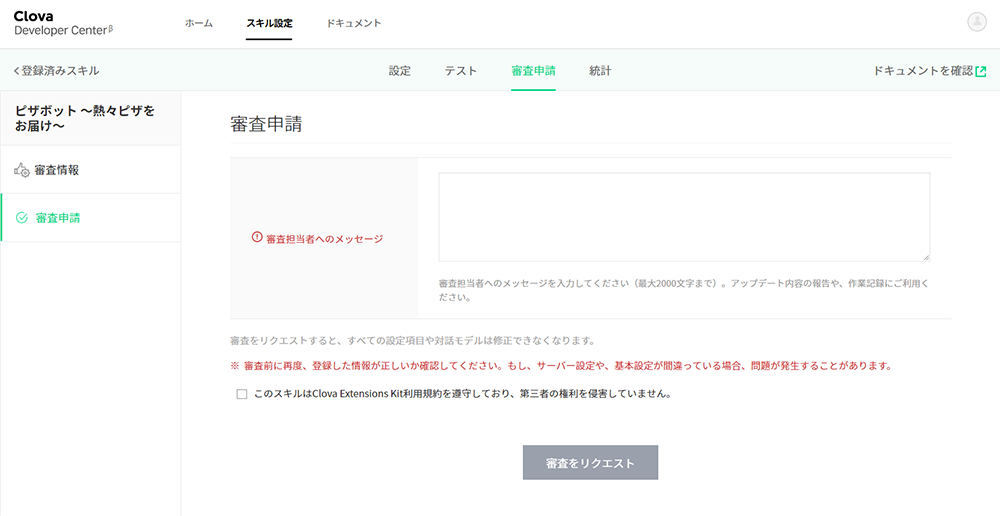 Clova
Developer Centerβ
ホーム
スキル設定
ドキュメント
登録済みスキル
設定
テスト
審査申請
統計
ドキュメントを確認
ピザボット 〜熱々ピザを
お届け〜
審査情報
審査申請
審査申請
審査担当者へのメッセージ
審査担当者へのメッセージを入力してください（最大2000文字まで）。アップデート内容の報告や、作業記録にご利用く
ださい。
審査をリクエストすると、すべての設定項目や対話モデルは修正できなくなります。
※ 審査前に再度、登録した情報が正しいか確認してください。もし、サーバー設定や、基本設定が間違っている場合、問題が発生することがあります。
このスキルはClova Extensions Kit利用規約を遵守しており、第三者の権利を侵害していません。
審査をリクエスト